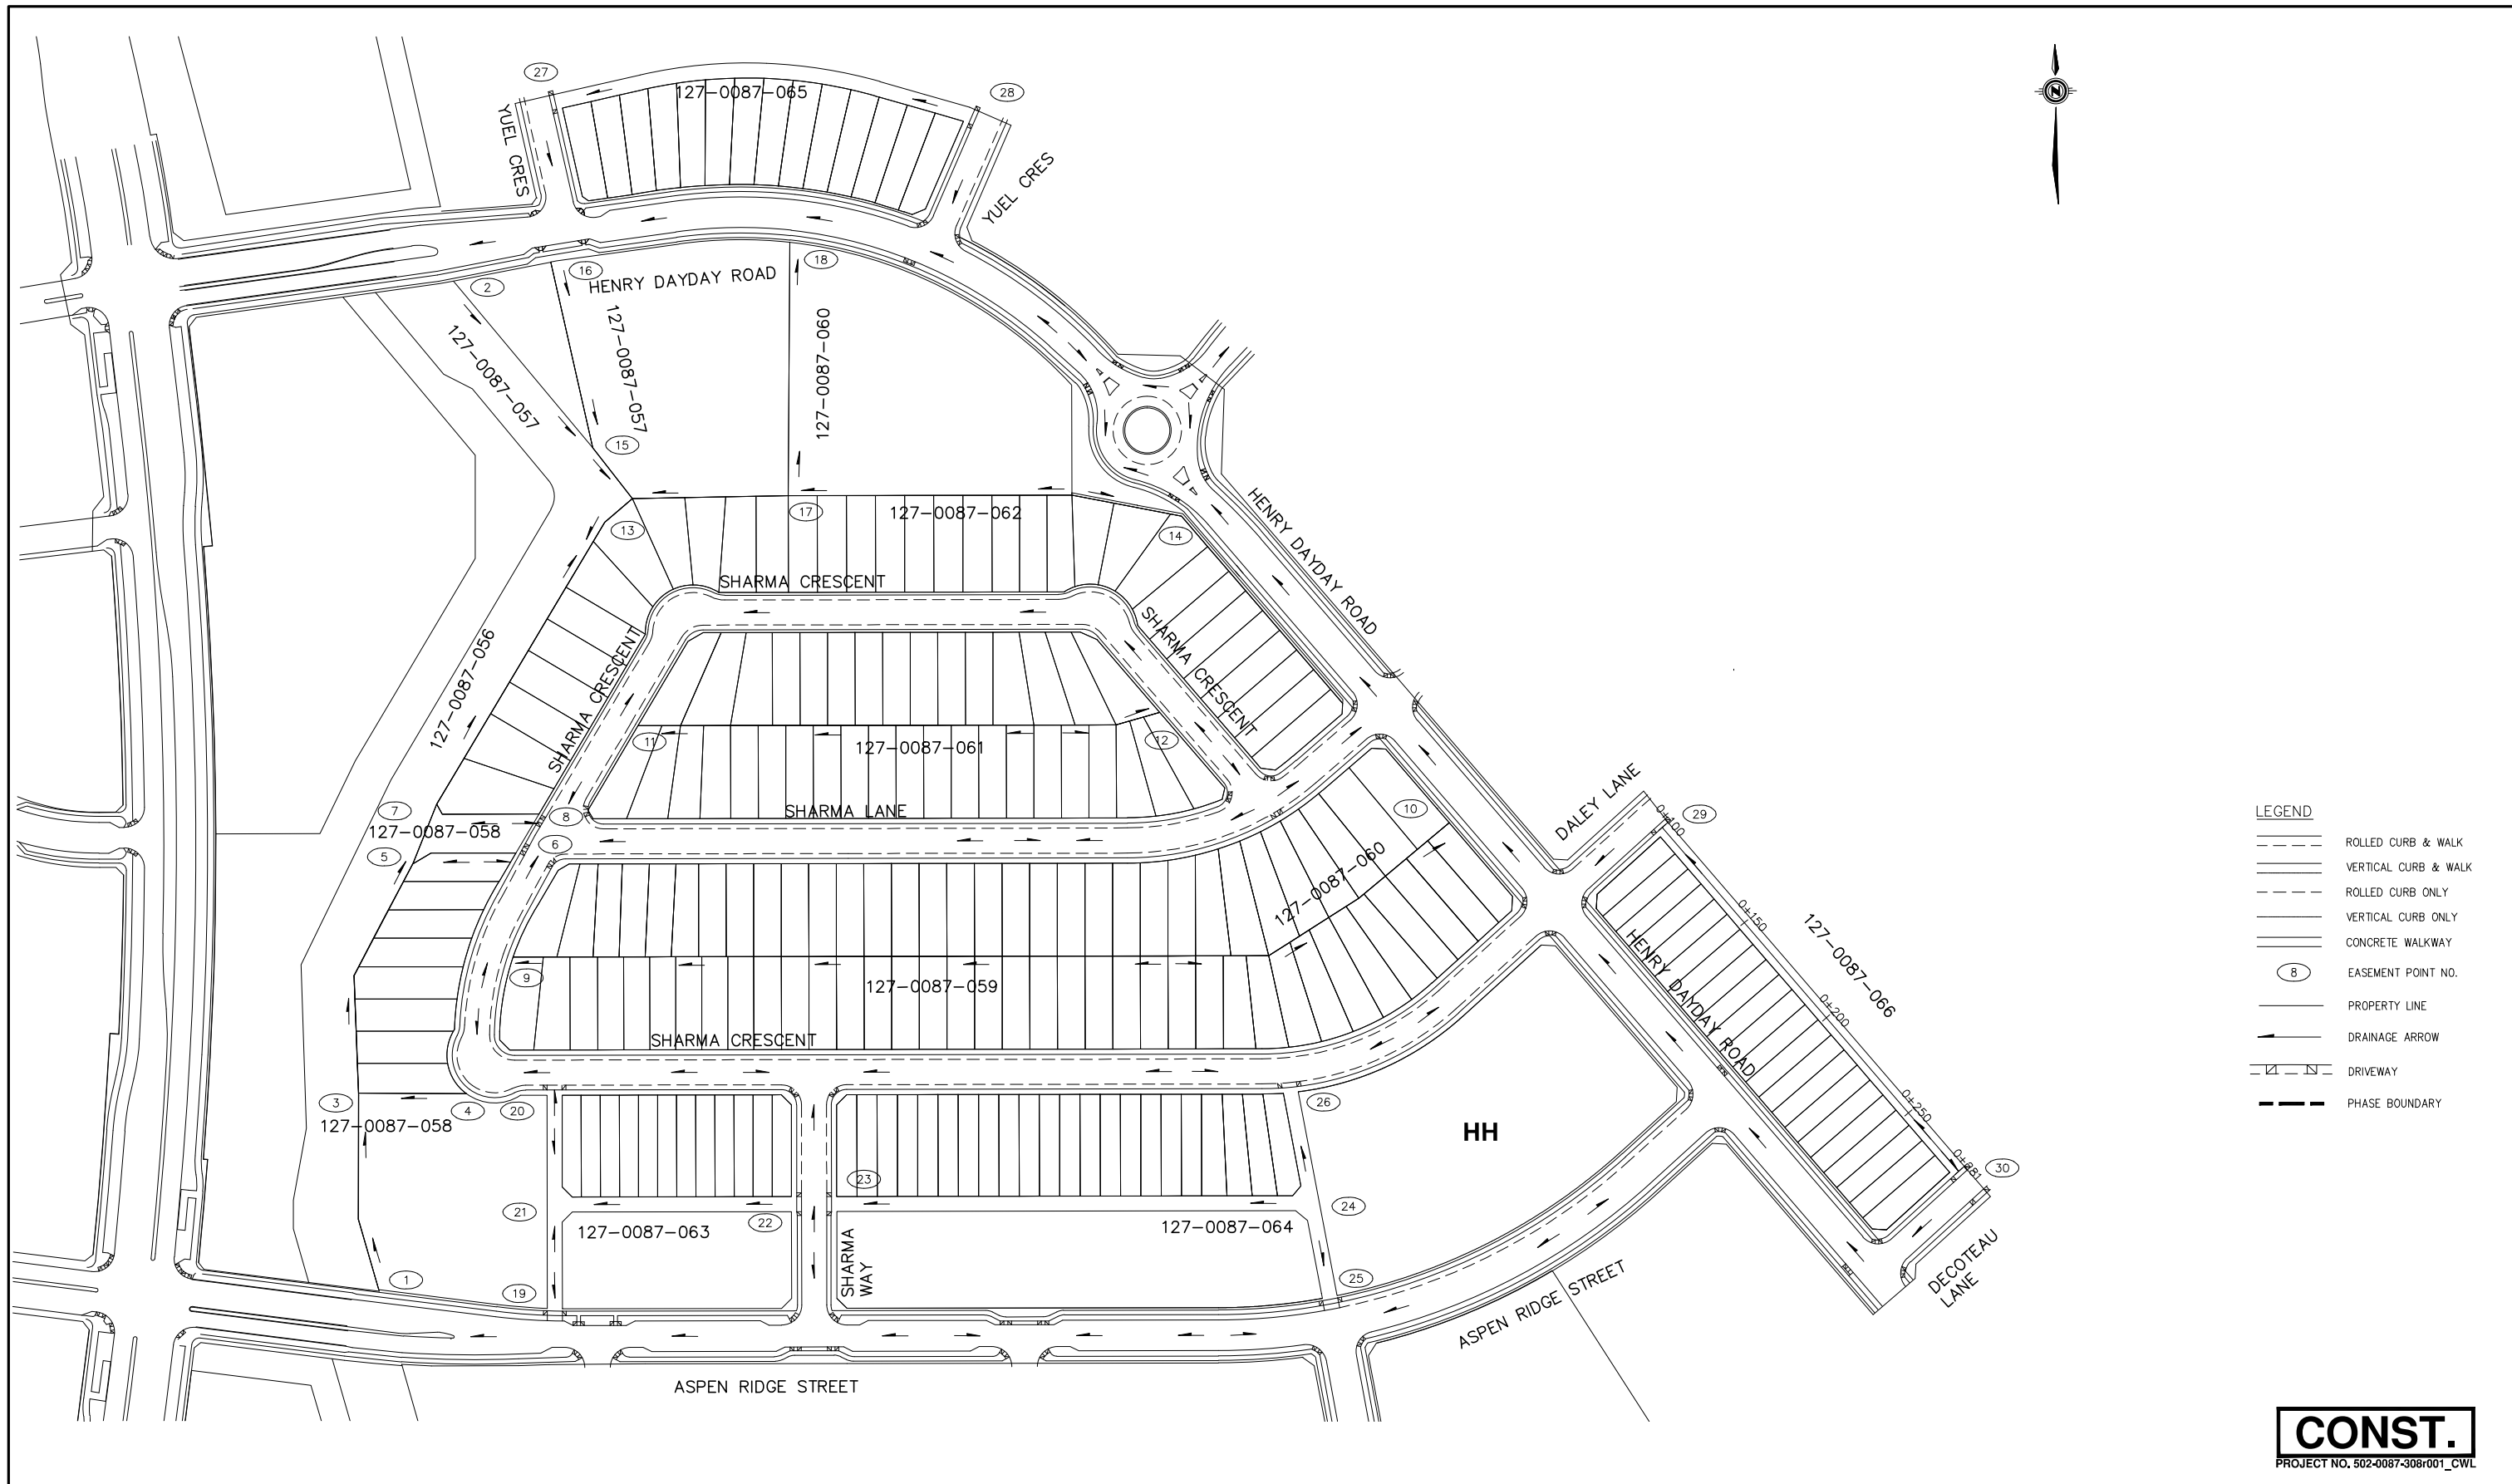 27
28
127-0087-065
YUEL CRES
YUEL CRES
N
2
16
18
HENRY DAYDAY ROAD
127-0087-057
127-0087-057
127-0087-060
15
13
17
127-0087-062
14
HENRY DAYDAY ROAD
SHARMA CRESCENT
SHARMA CRESCENT
SHARMA CRESCENT
127-0087-056
11
127-0087-061
12
7
8
SHARMA LANE
10
127-0087-058
5
6
127-0087-060
DALEY LANE
29
0+100
0+150
127-0087-066
0+200
0+250
0+281
30
HENRY DAYDAY ROAD
9
127-0087-059
SHARMA CRESCENT
3
4
20
26
127-0087-058
HH
23
21
22
24
127-0087-063
127-0087-064
SHARMA
WAY
19
1
25
DECOTEAU
LANE
ASPEN RIDGE STREET
ASPEN RIDGE STREET
LEGEND
ROLLED CURB & WALK
VERTICAL CURB & WALK
ROLLED CURB ONLY
VERTICAL CURB ONLY
CONCRETE WALKWAY
8 EASEMENT POINT NO.
PROPERTY LINE
DRAINAGE ARROW
DRIVEWAY
PHASE BOUNDARY
CONST.
PROJECT NO. 502-0087-308r001_CWL